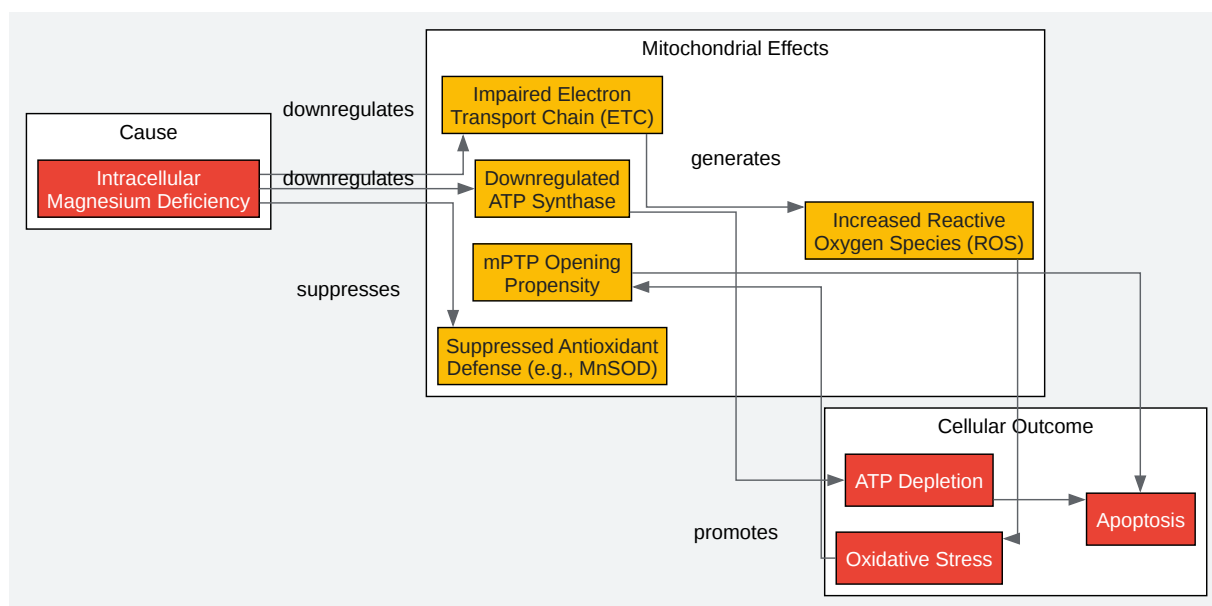 Mitochondrial Effects
Impaired Electron
Transport Chain (ETC)
downregulates
Cause
generates
Intracellular
Magnesium Deficiency
downregulates
Downregulated
ATP Synthase
Increased Reactive
Oxygen Species (ROS)
mPTP Opening
Propensity
suppresses
Suppressed Antioxidant
Defense (e.g., MnSOD)
Cellular Outcome
ATP Depletion
Apoptosis
promotes
Oxidative Stress